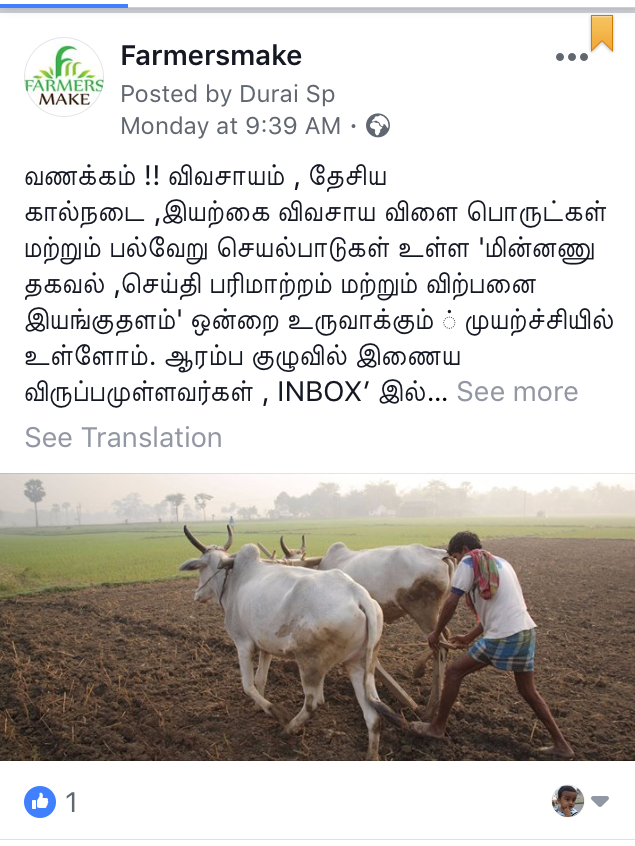 Farmersmake
FARMERS
MAKE
Posted by Durai Sp
Monday at 9:39 AM ·
வணக்கம் !! விவசாயம் , தேசிய
கால்நடை ,இயற்கை விவசாய விளை பொருட்கள்
மற்றும் பல்வேறு செயல்பாடுகள் உள்ள 'மின்னணு
தகவல் ,செய்தி பரிமாற்றம் மற்றும் விற்பனை
இயங்குதளம்' ஒன்றை உருவாக்கும் ் முயற்ச்சியில்
உள்ளோம். ஆரம்ப குழுவில் இணைய
விருப்பமுள்ளவர்கள் , INBOX’ இல்... See more
See Translation
1